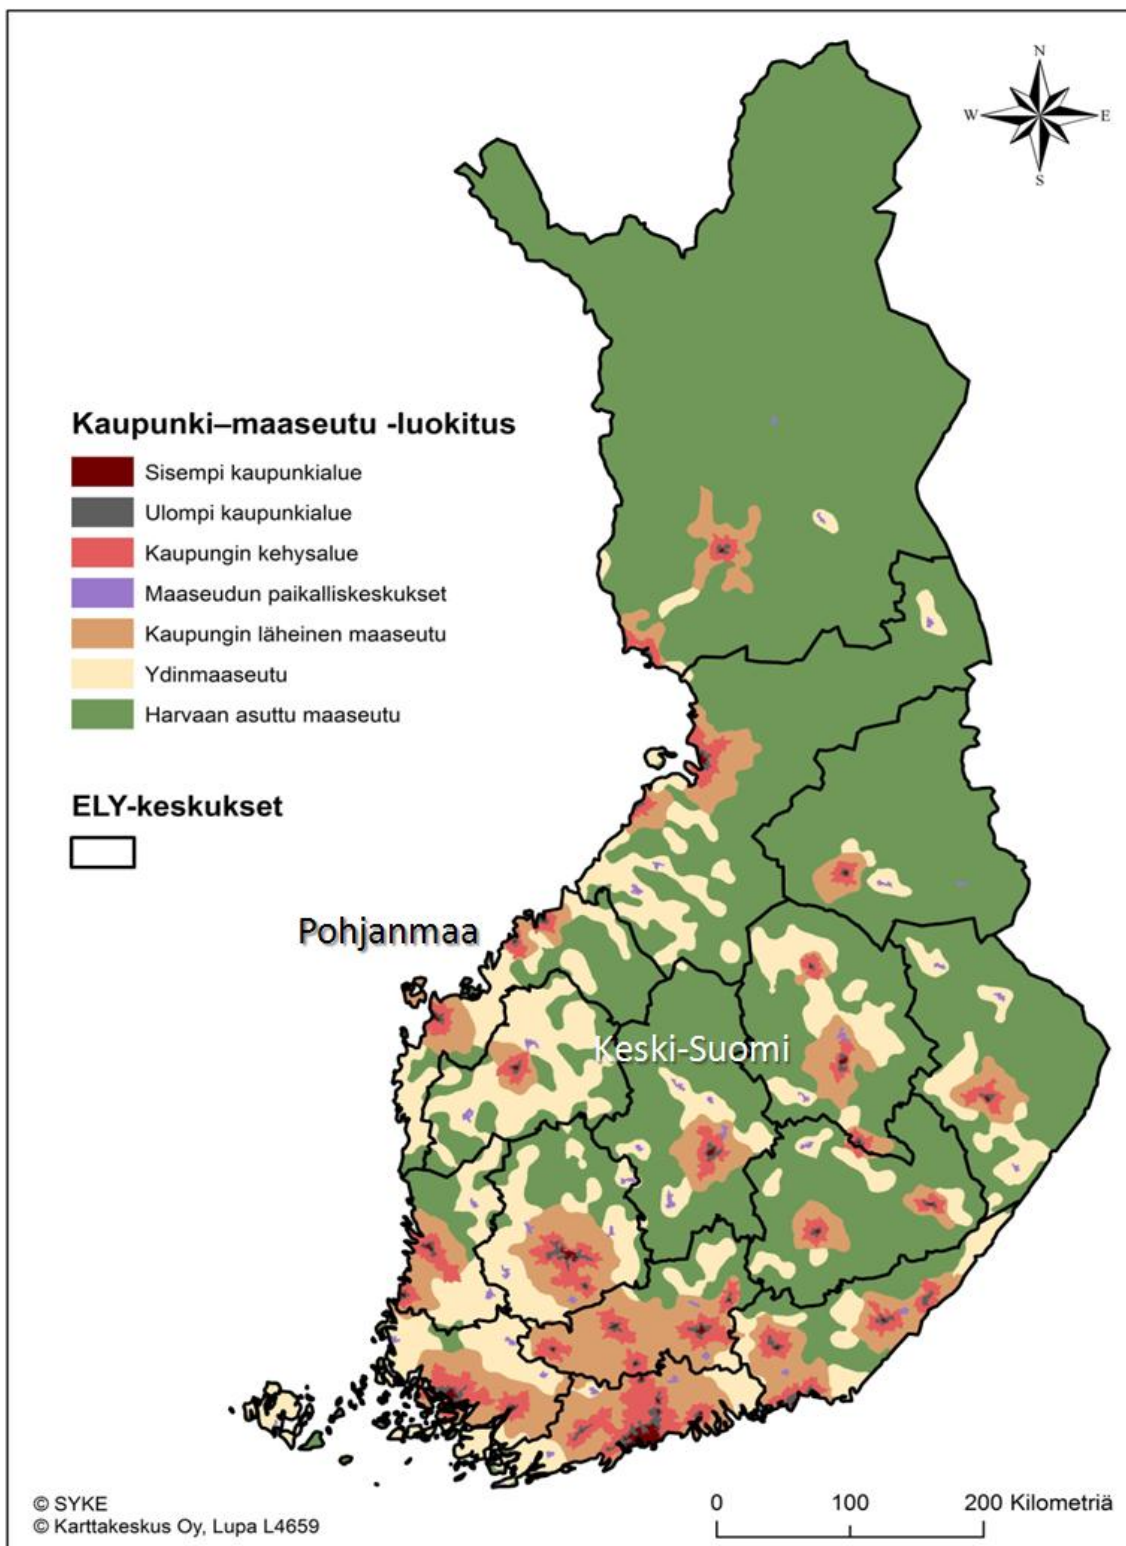 N
W E
S
Kaupunki–maaseutu -luokitus
Sisempi kaupunkialue
Ulompi kaupunkialue
Kaupungin kehysalue
Maaseudun paikalliskeskukset
Kaupungin läheinen maaseutu
Ydinmaaseutu
Harvaan asuttu maaseutu
ELY-keskukset
Pohjanmaa
Keski-Suomi
© SYKE
© Karttakeskus Oy, Lupa L4659
0 100 200 Kilometriä